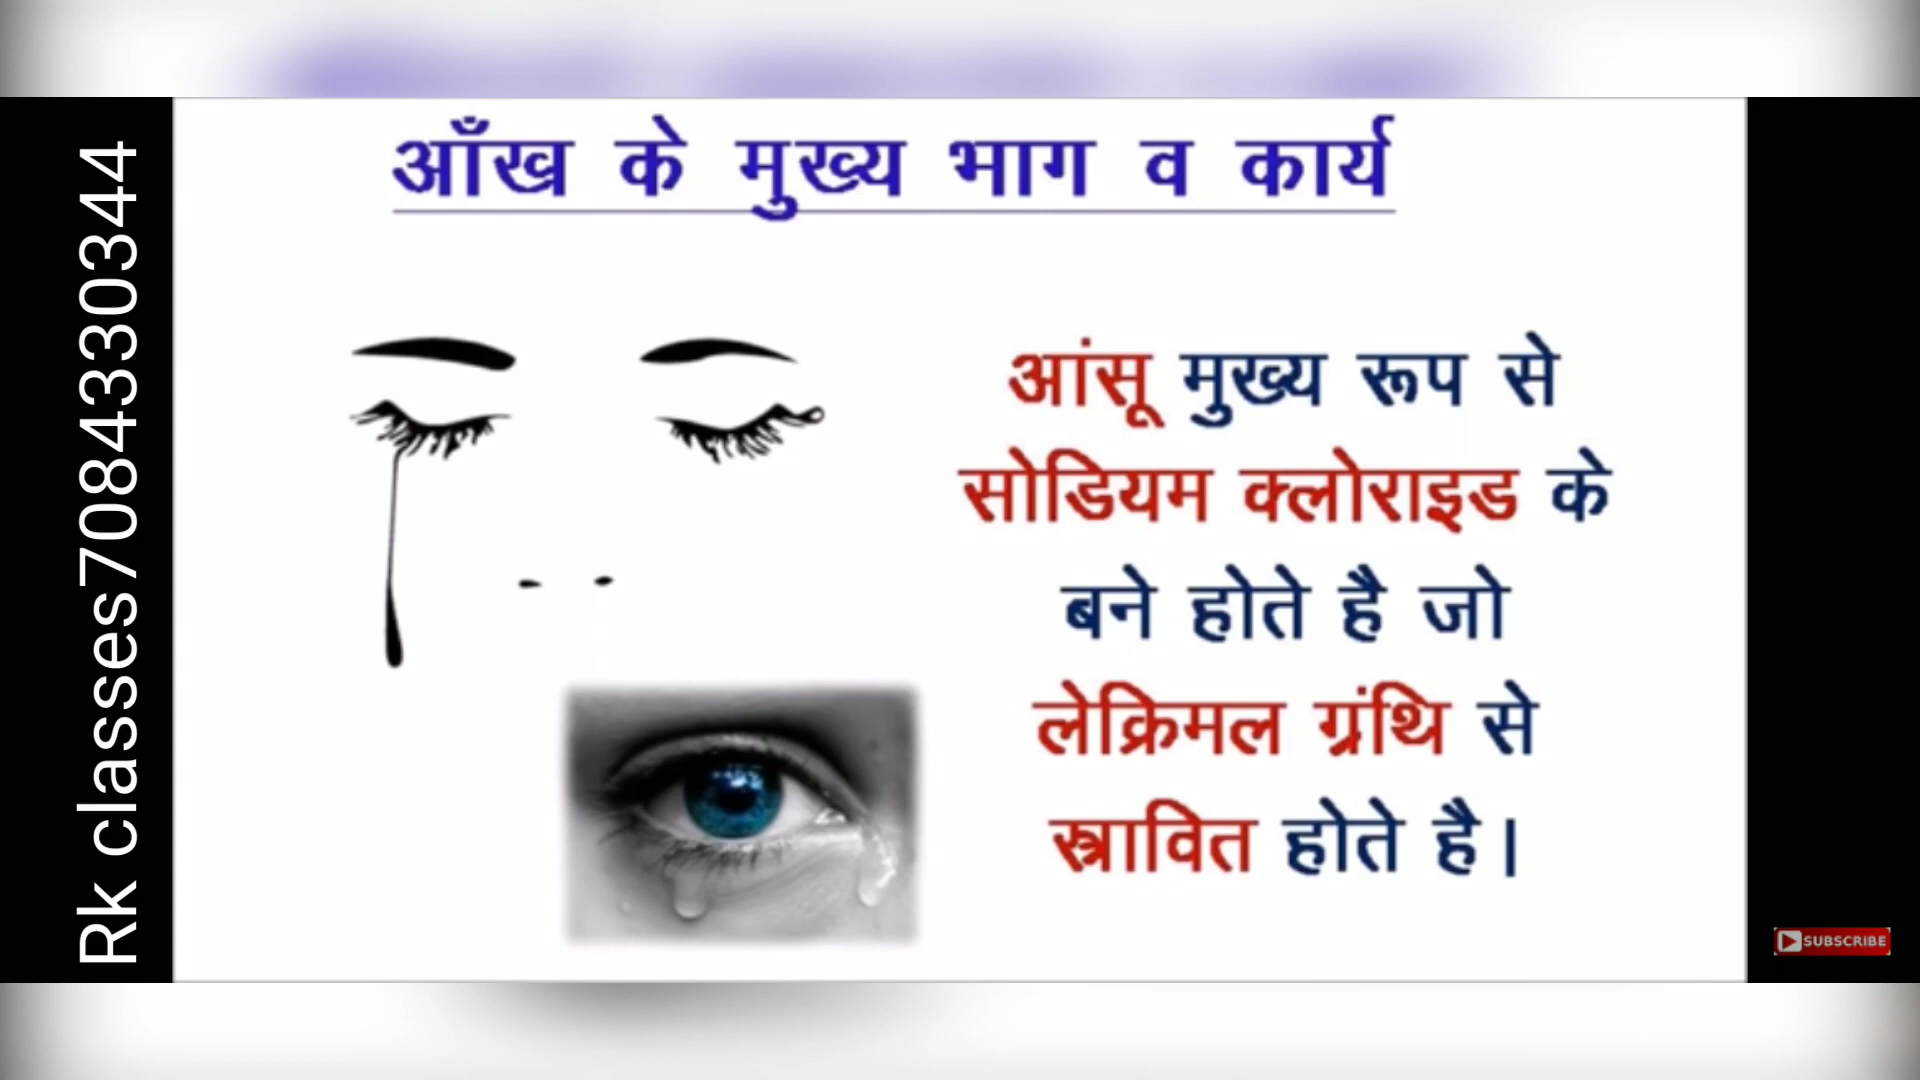 आँख के मुख्य भाग व कार्य
आंसू मुख्य रूप से
सोडियम क्लोराइड के
बने होते है जो
लेक्रिमल ग्रंथि से
स्त्रावित होते है।
Rk classes7084330344
SUBSCRIBE